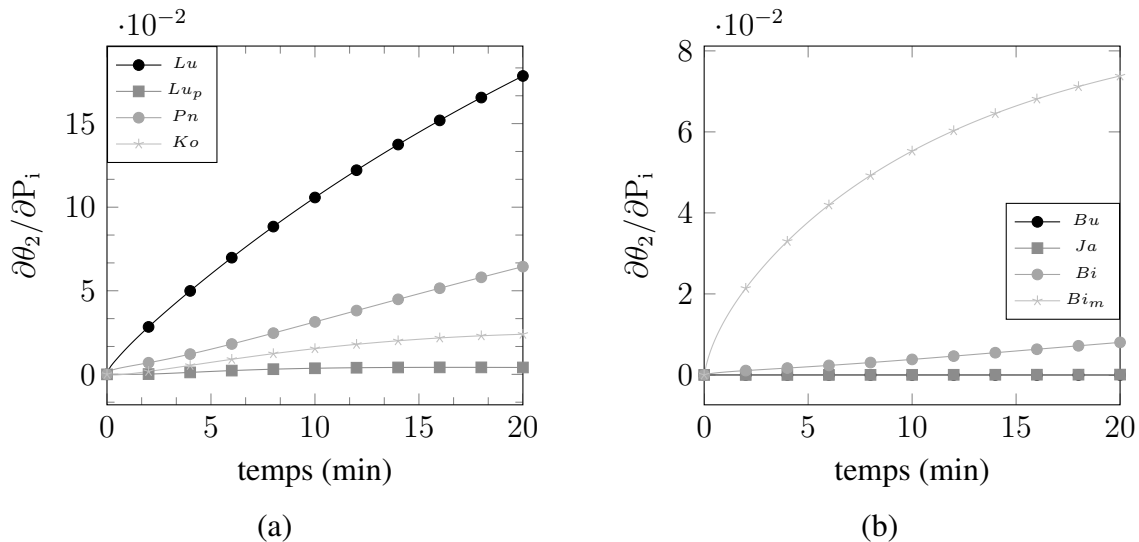 ·10⁻²
15
10
5
0
∂θ₂/∂Pᵢ
Lu
Luₚ
Pn
Ko
0 5 10 15 20
temps (min)
(a)
·10⁻²
8
6
4
2
0
∂θ₂/∂Pᵢ
Bu
Ja
Bi
Biₘ
0 5 10 15 20
temps (min)
(b)